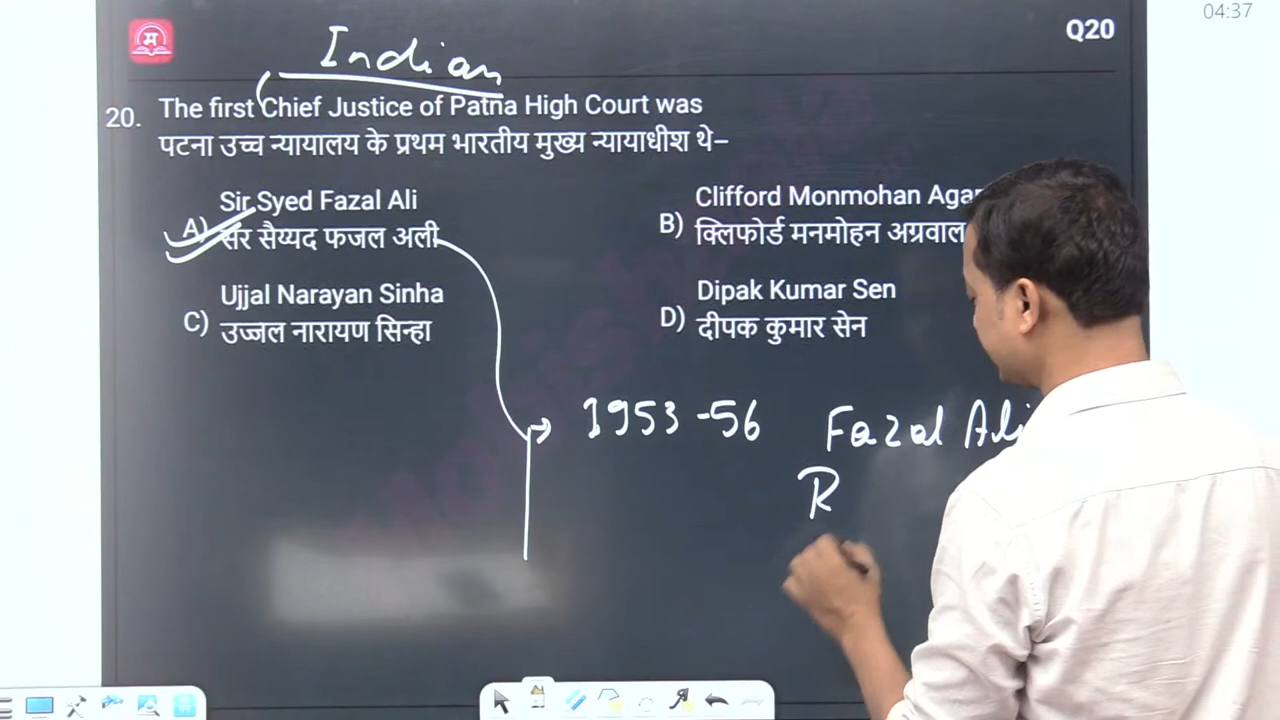 04:37
म
Indian
Q20
20. The first Chief Justice of Patna High Court was
पटना उच्च न्यायालय के प्रथम भारतीय मुख्य न्यायाधीश थे–
A) Sir Syed Fazal Ali
सर सैय्यद फजल अली
B) Clifford Monmohan
क्लिफोर्ड मनमोहन अग्रवाल
C) Ujjal Narayan Sinha
उज्जल नारायण सिन्हा
D) Dipak Kumar Sen
दीपक कुमार सेन
1953-56 Fazal Ali
R